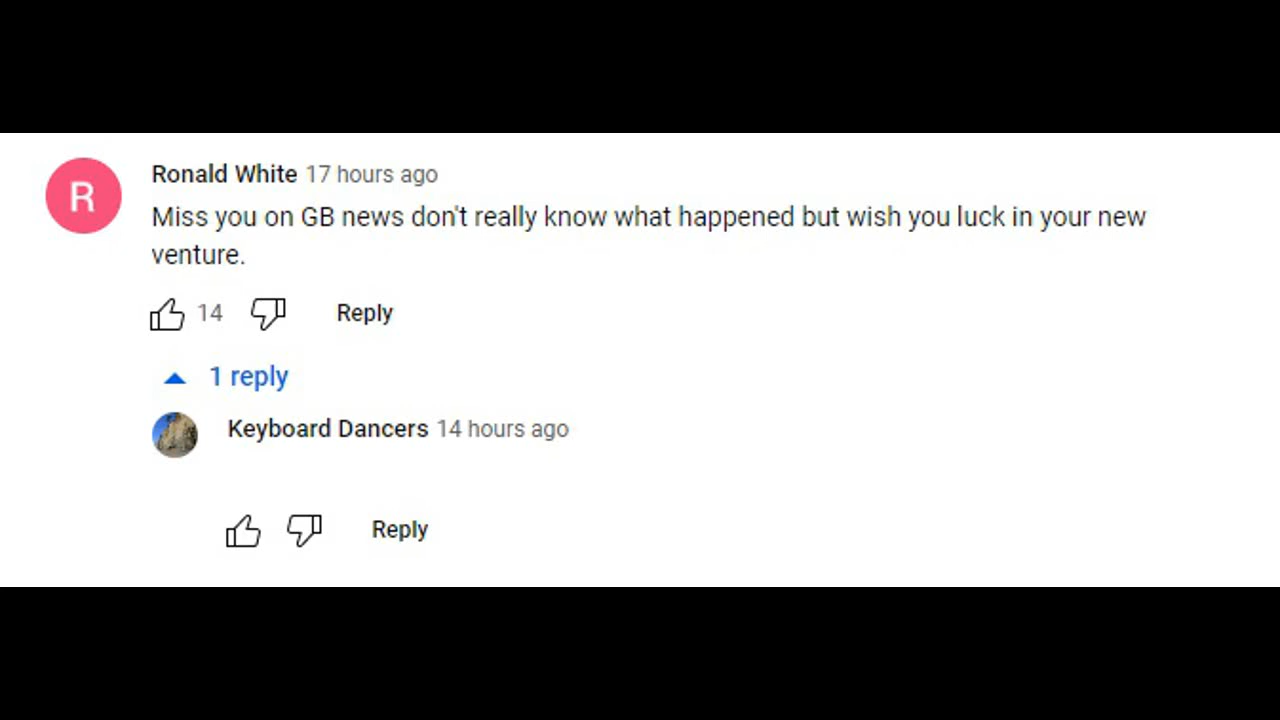 R
Ronald White 17 hours ago
Miss you on GB news don't really know what happened but wish you luck in your new
venture.
14 Reply
1 reply
Keyboard Dancers 14 hours ago
Reply